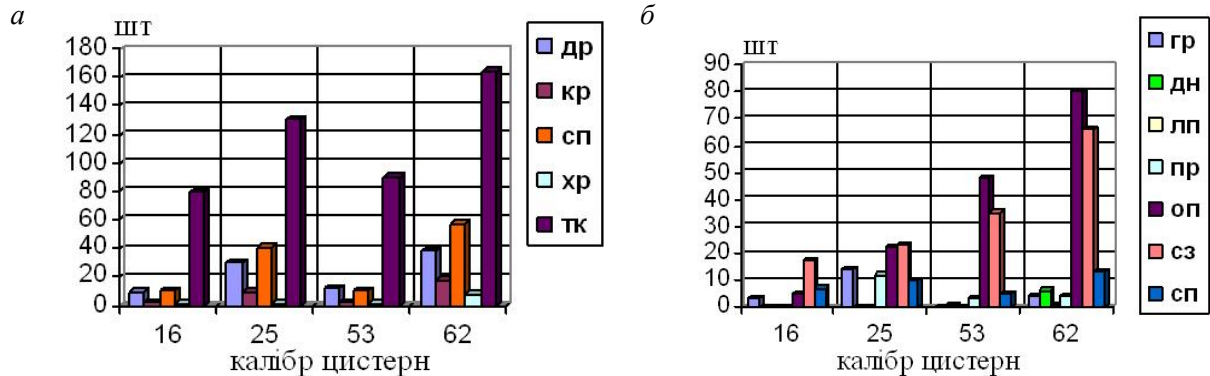 а
шт
180
160
140
120
100
80
60
40
20
0
16 25 53 62
калібр цистерн
др
кр
сп
хр
тк
б
шт
90
80
70
60
50
40
30
20
10
0
16 25 53 62
калібр цистерн
гр
дн
лп
пр
оп
сз
сп